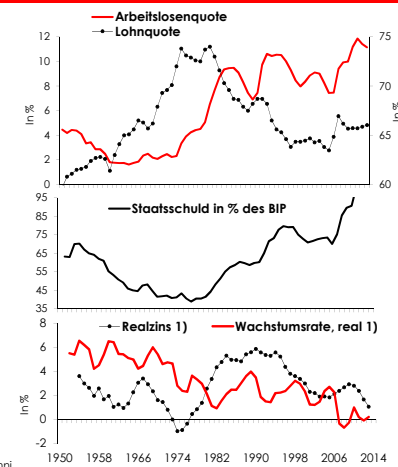 Arbeitslosenquote
Lohnquote
12
10
8
6
4
2
0
In %
75
70
65
60
In %
95
85
75
65
55
45
35
Staatsschuld in % des BIP
8
6
4
2
0
-2
In %
Realzins 1)
Wachstumsrate, real 1)
1950 1958 1966 1974 1982 1990 1998 2006 2014